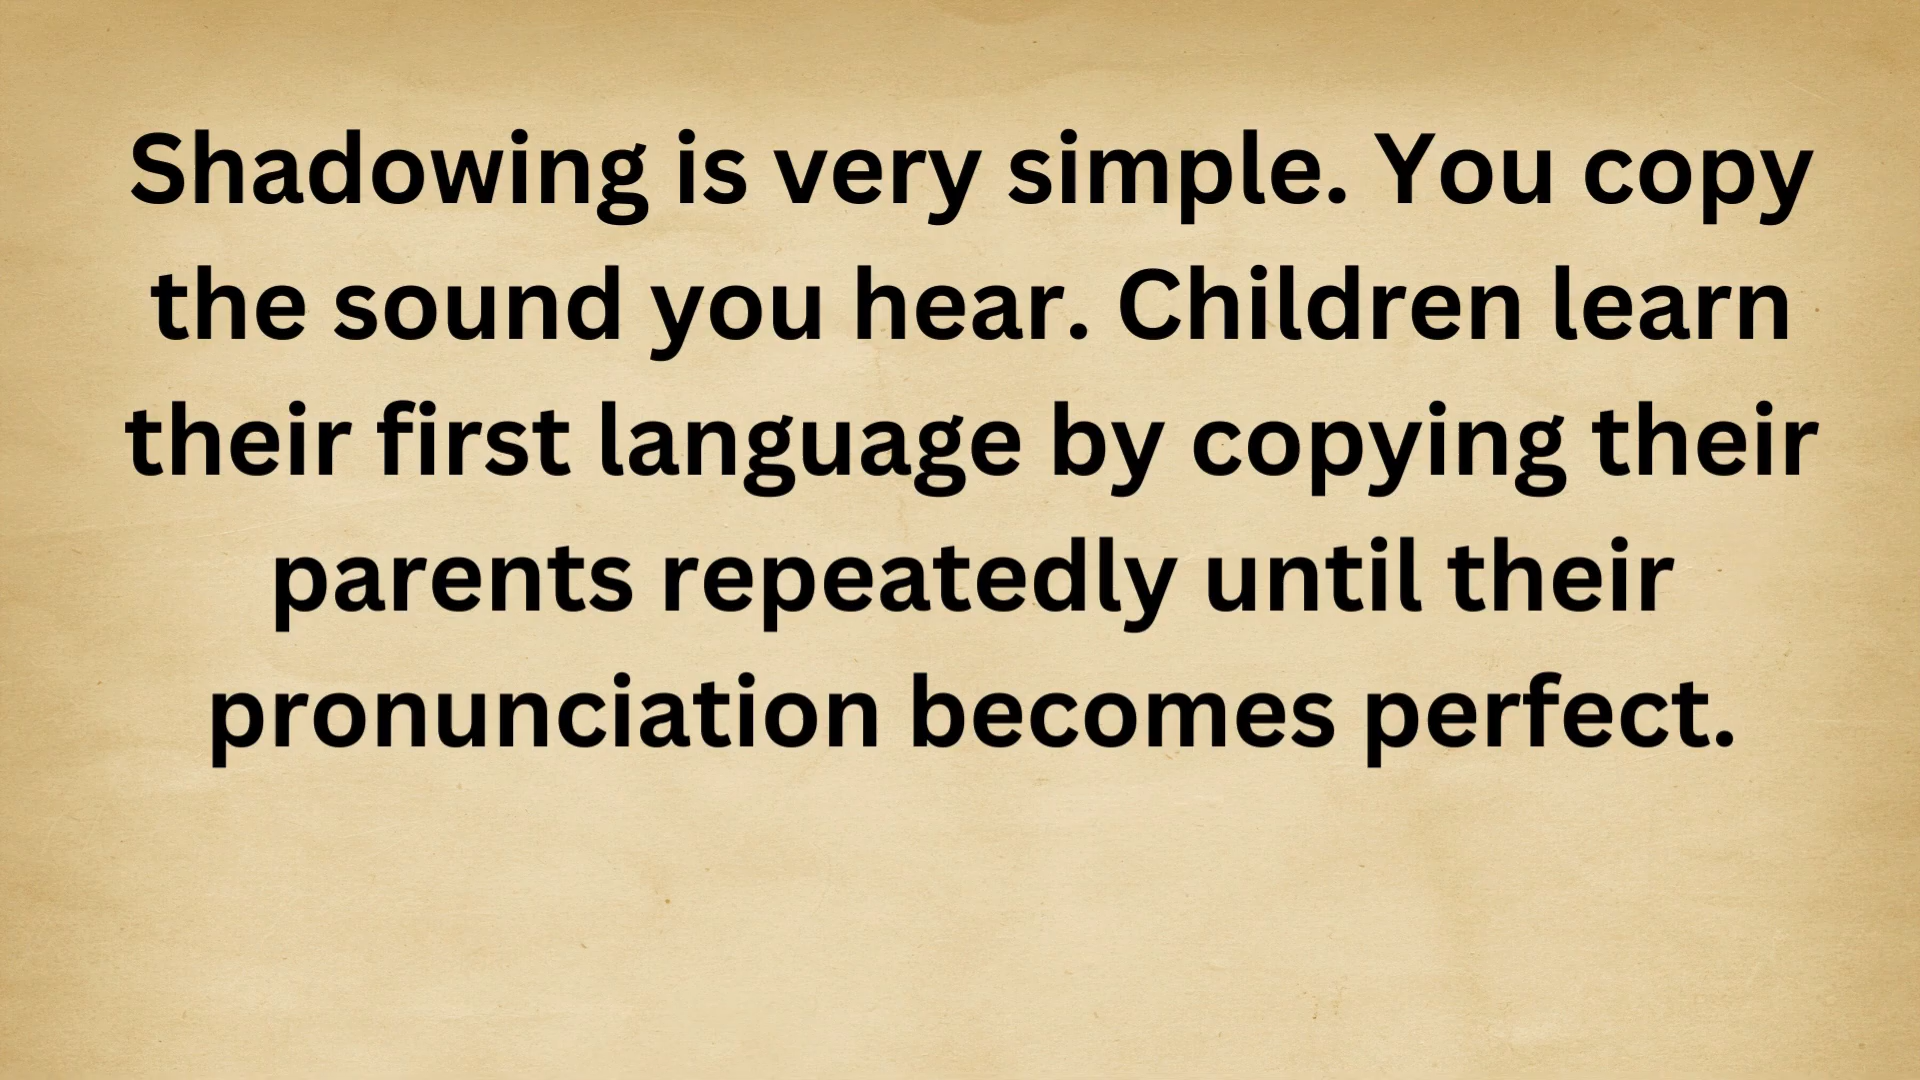 Shadowing is very simple. You copy
the sound you hear. Children learn
their first language by copying their
parents repeatedly until their
pronunciation becomes perfect.